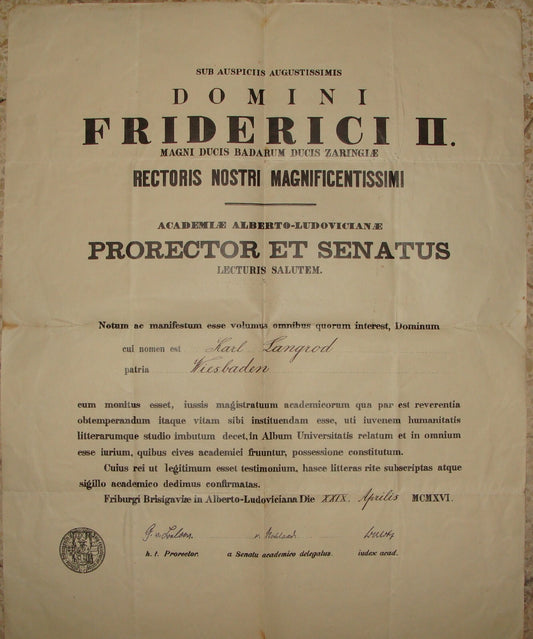 SUB AUSPICIIS AUGUSTISSIMIS
DOMINI
FRIDERICI II.
MAGNI DUCIS BADARUM DUCIS ZARINGIÆ
RECTORIS NOSTRI MAGNIFICENTISSIMI
ACADEMIÆ ALBERTO-LUDOVICIANÆ
PRORECTOR ET SENATUS
LECTURIS SALUTEM.
Notum ac manifestum esse volumus omnibus quorum interest, Dominum
cui nomen est Karl Langrod
patria Wiesbaden
cum monitus esset, iussis magistratuum academicorum qua par est reverentia
obtemperandum itaque vitam sibi instituendam esse, uti iuvenem humanitatis
litterarumque studio imbutum decet, in Album Universitatis relatum et in omnium
esse iurium, quibus cives academici fruuntur, possessione constitutum.
Cuius rei ut legitimum esset testimonium, hasce litteras rite subscriptas atque
sigillo academico dedimus confirmatas.
Friburgi Brisigaviæ in Alberto-Ludoviciana Die XXIX. Aprilis MCMXVI.
h. t. Prorector. a Senatu academico delegatus. iudex acad.